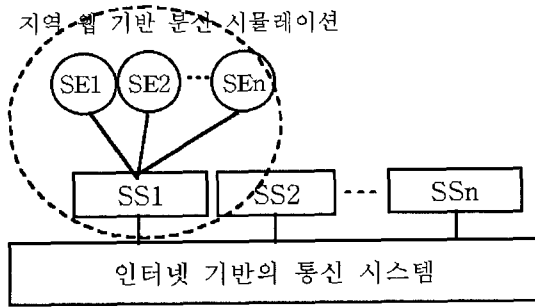 지역 웹 기반 분산 시뮬레이션
SE1 SE2 ··· SEn
SS1 SS2 ---- SSn
인터넷 기반의 통신 시스템